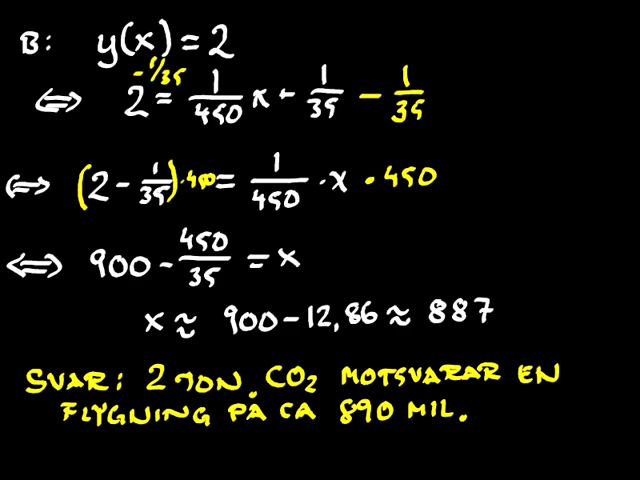 B: y(x) = 2
⇔ 2 - 1/35 = 1/450 x + 1/35 - 1/35
⇔ (2 - 1/35) · 450 = 1/450 · x · 450
⇔ 900 - 450/35 = x
x ≈ 900 - 12,86 ≈ 887
SVAR: 2 TON. CO₂ MOTSVARAR EN
FLYGNING PÅ CA 890 MIL.